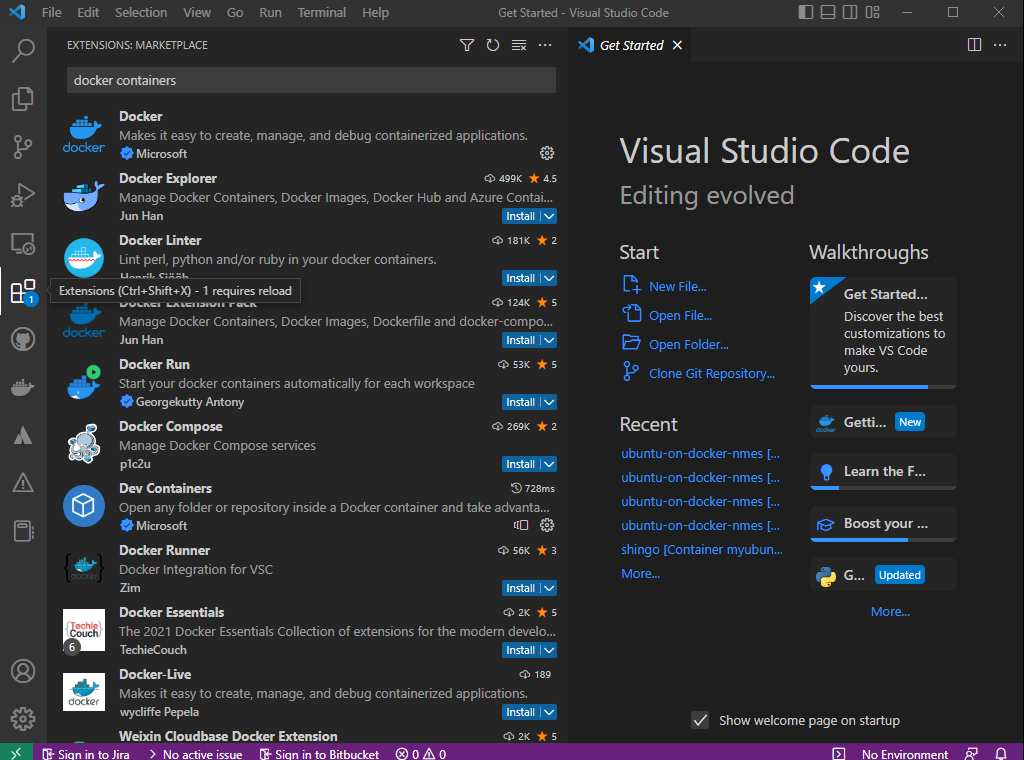 File Edit Selection View Go Run Terminal Help
Get Started - Visual Studio Code
EXTENSIONS: MARKETPLACE
docker containers
Docker
Makes it easy to create, manage, and debug containerized applications.
Microsoft
Docker Explorer 499K 4.5
Manage Docker Containers, Docker Images, Docker Hub and Azure Contai...
Jun Han Install
Docker Linter 181K 2
Lint perl, python and/or ruby in your docker containers.
Install
Extensions (Ctrl+Shift+X) - 1 requires reload
1
124K 5
Manage Docker Containers, Docker Images, Dockerfile and docker-compo...
Jun Han Install
docker
Docker Run 53K 5
Start your docker containers automatically for each workspace
Georgekutty Antony Install
Docker Compose 269K 2
Manage Docker Compose services
p1c2u Install
Dev Containers 728ms
Open any folder or repository inside a Docker container and take advanta...
Microsoft
Docker Runner 56K 3
Docker Integration for VSC
Zim Install
Docker Essentials 2K 5
The 2021 Docker Essentials Collection of extensions for the modern develo...
TechieCouch Install
Techie
Couch
6
Docker-Live 189
Makes it easy to create, manage, and debug containerized applications.
wycliffe Pepela Install
docker
Weixin Cloudbase Docker Extension 2K 5
Get Started
Visual Studio Code
Editing evolved
Start
New File...
Open File...
Open Folder...
Clone Git Repository...
Recent
ubuntu-on-docker-nmes [...
ubuntu-on-docker-nmes [...
ubuntu-on-docker-nmes [...
ubuntu-on-docker-nmes [...
shingo [Container myubun...
More...
Walkthroughs
Get Started...
Discover the best
customizations to
make VS Code
yours.
Getti... New
Learn the F...
Boost your ...
G... Updated
More...
Show welcome page on startup
Sign in to Jira No active issue Sign in to Bitbucket 0 0 No Environment